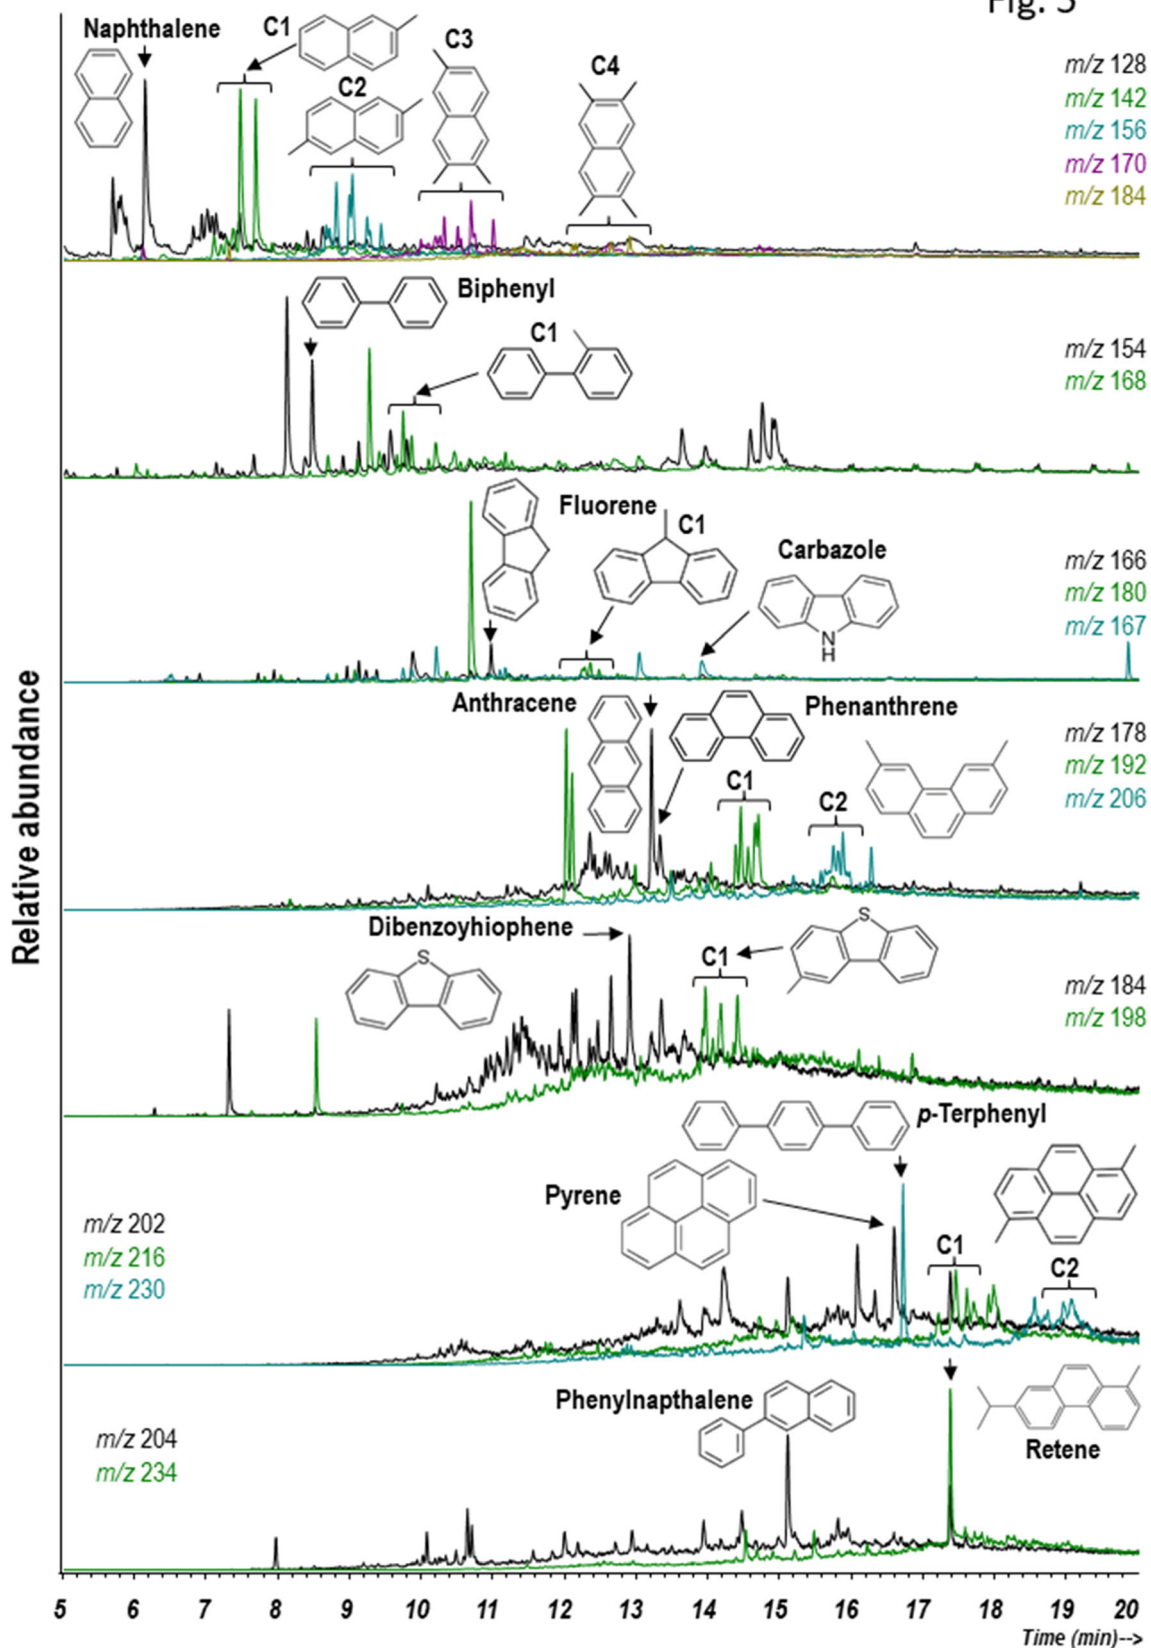 Fig. 3
Naphthalene
C1
C2
C3
C4
m/z 128
m/z 142
m/z 156
m/z 170
m/z 184
Biphenyl
C1
m/z 154
m/z 168
Fluorene
C1
Carbazole
N
H
m/z 166
m/z 180
m/z 167
Anthracene
Phenanthrene
C1
C2
m/z 178
m/z 192
m/z 206
Relative abundance
Dibenzoyhiophene
S
C1
S
m/z 184
m/z 198
p-Terphenyl
Pyrene
C1
C2
m/z 202
m/z 216
m/z 230
Phenylnapthalene
Retene
m/z 204
m/z 234
5 6 7 8 9 10 11 12 13 14 15 16 17 18 19 20
Time (min)-->